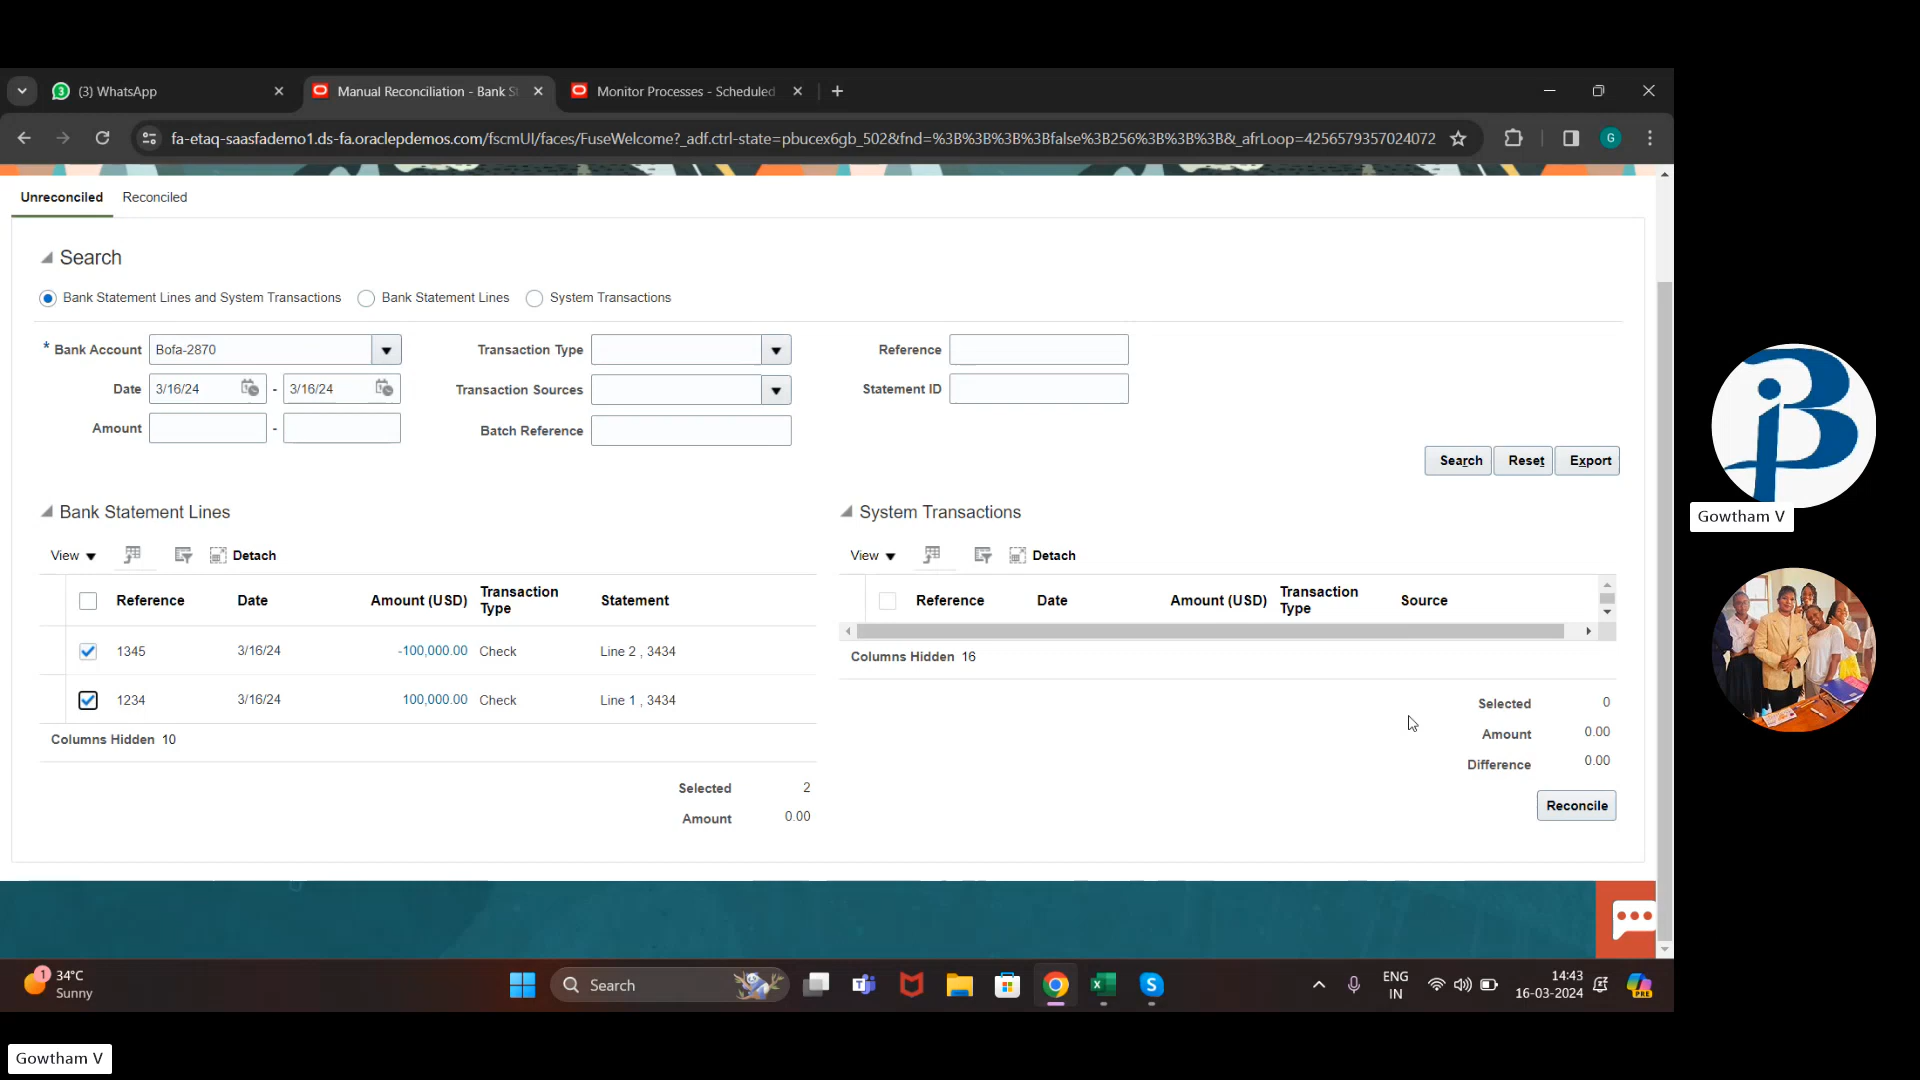 (3) WhatsApp
Manual Reconciliation - Bank S
Monitor Processes - Scheduled
fa-etaq-saasfademo1.ds-fa.oraclepdemos.com/fscmUI/faces/FuseWelcome?_adf.ctrl-state=pbucex6gb_502&fnd=%3B%3B%3B%3Bfalse%3B256%3B%3B%3B&_afrLoop=4256579357024072
G
Unreconciled Reconciled
Search
Bank Statement Lines and System Transactions Bank Statement Lines System Transactions
* Bank Account Bofa-2870 Transaction Type Reference
Date 3/16/24 - 3/16/24 Transaction Sources Statement ID
Amount - Batch Reference
Search Reset Export
Bank Statement Lines
View Detach
Reference Date Amount (USD) Transaction Type Statement
1345 3/16/24 -100,000.00 Check Line 2 , 3434
1234 3/16/24 100,000.00 Check Line 1 , 3434
Columns Hidden 10
Selected 2
Amount 0.00
System Transactions
View Detach
Reference Date Amount (USD) Transaction Type Source
Columns Hidden 16
Selected 0
Amount 0.00
Difference 0.00
Reconcile
Gowtham V
1
34°C
Sunny
Search
ENG
IN
14:43
16-03-2024
PRE
Gowtham V